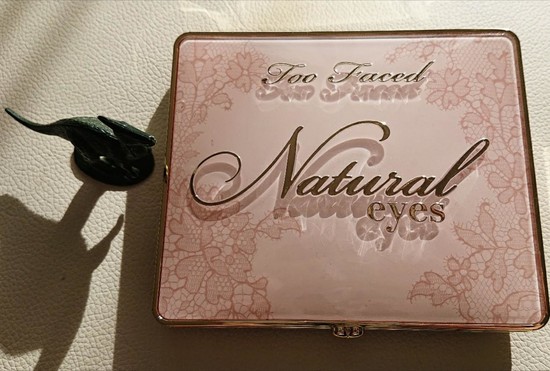 Too Faced
Natural
eyes